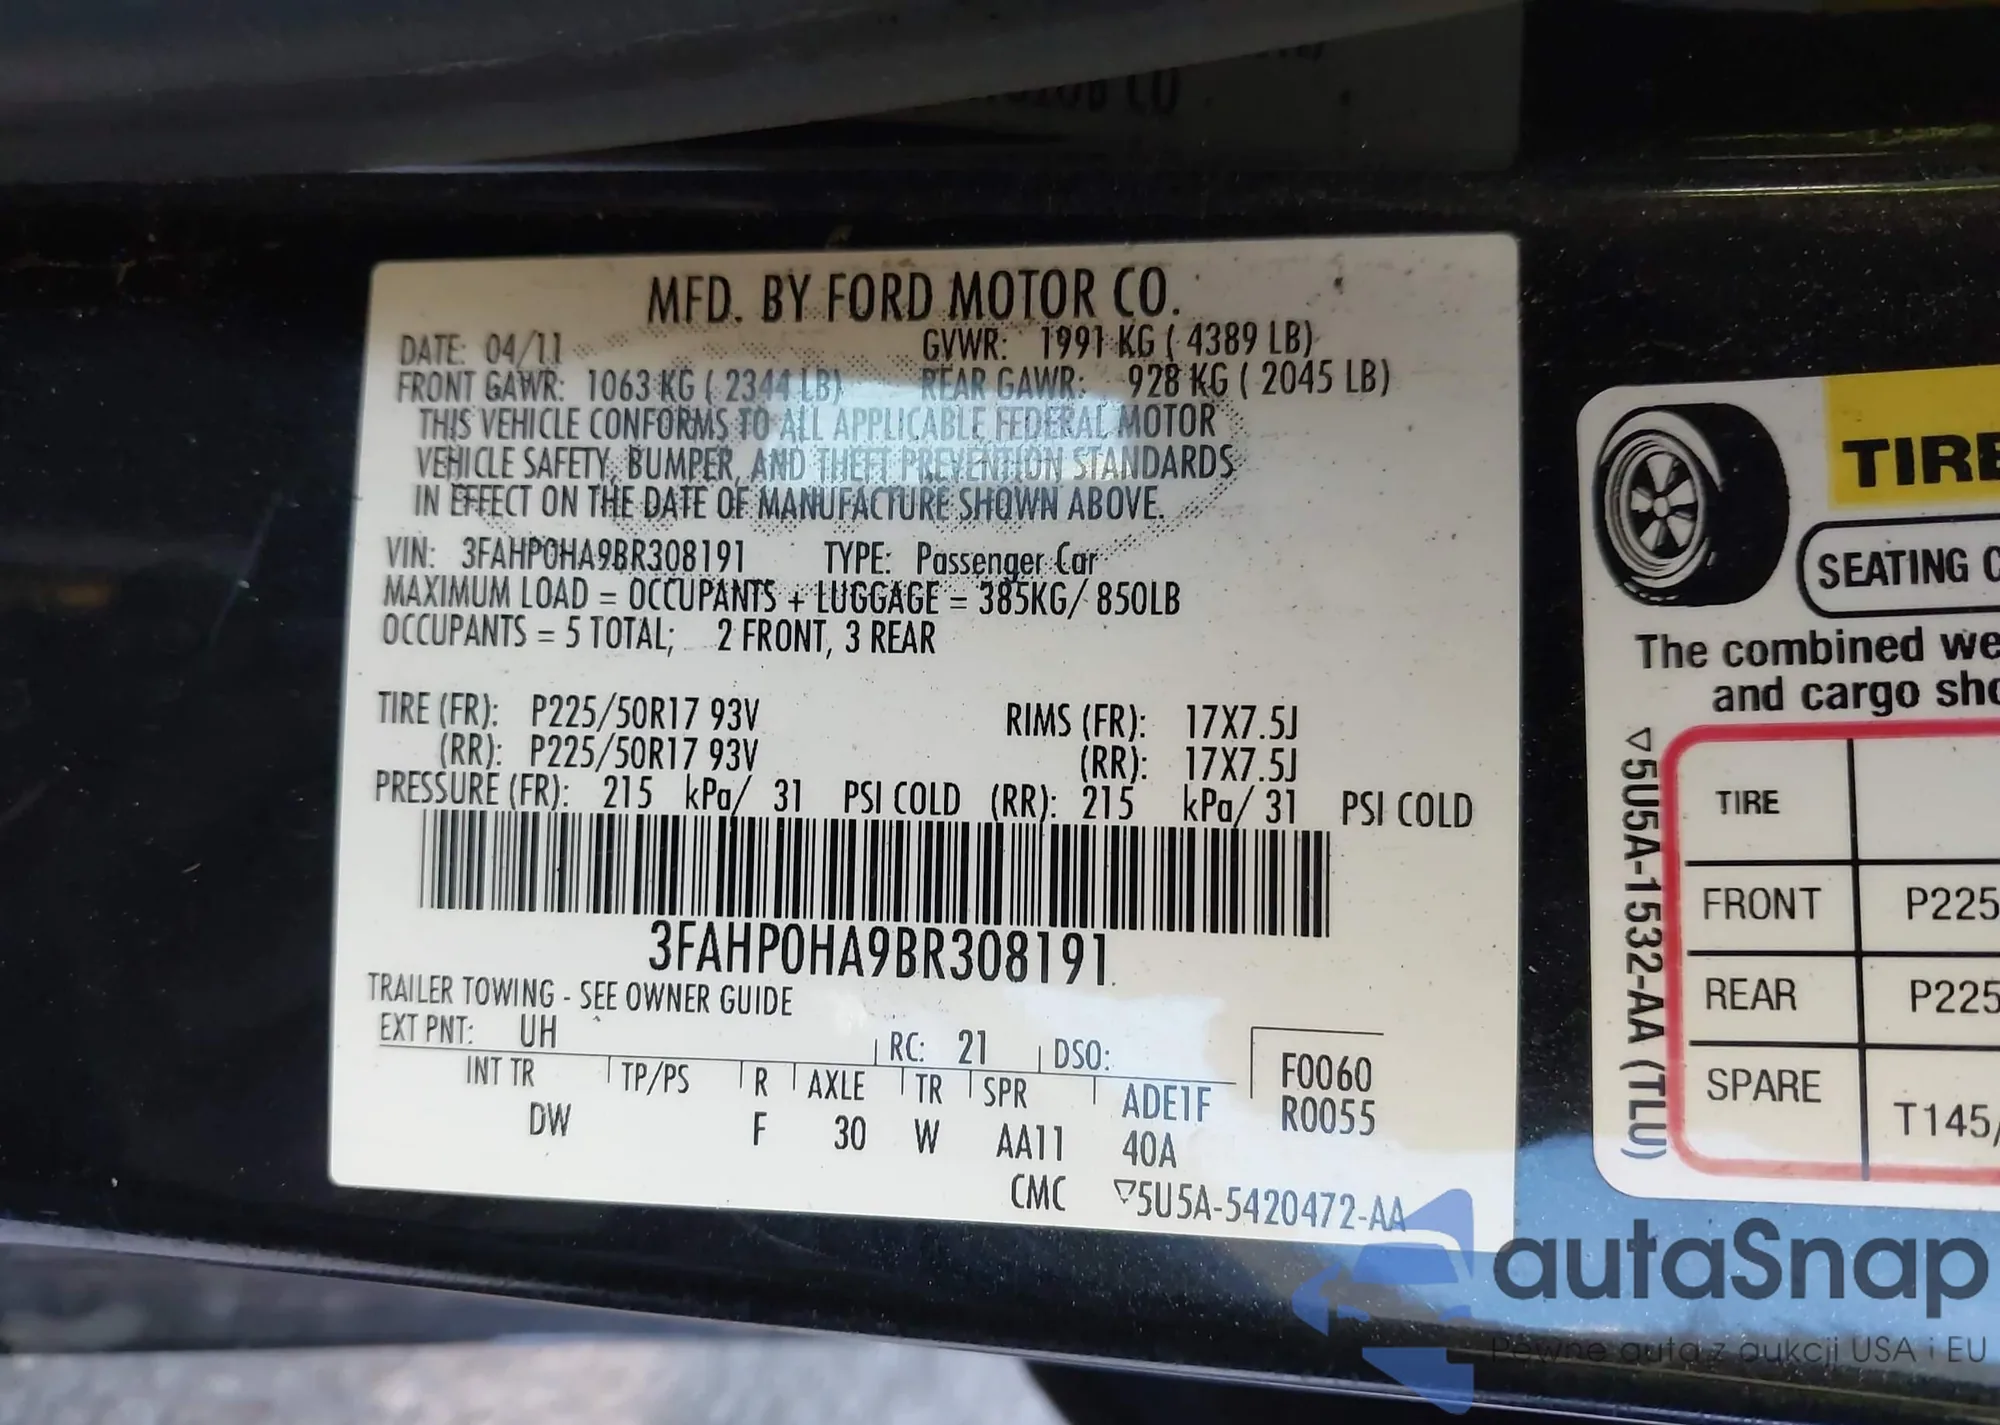 MFD. BY FORD MOTOR CO.
DATE: 04/11 GVWR: 1991 KG ( 4389 LB)
FRONT GAWR: 1063 KG ( 2344 LB) REAR GAWR: 928 KG ( 2045 LB)
THIS VEHICLE CONFORMS TO ALL APPLICABLE FEDERAL MOTOR
VEHICLE SAFETY, BUMPER, AND THEFT PREVENTION STANDARDS
IN EFFECT ON THE DATE OF MANUFACTURE SHOWN ABOVE.
VIN: 3FAHP0HA9BR308191 TYPE: Passenger Car
MAXIMUM LOAD = OCCUPANTS + LUGGAGE = 385KG/ 850LB
OCCUPANTS = 5 TOTAL; 2 FRONT, 3 REAR
TIRE (FR): P225/50R17 93V RIMS (FR): 17X7.5J
(RR): P225/50R17 93V (RR): 17X7.5J
PRESSURE (FR): 215 kPa/ 31 PSI COLD (RR): 215 kPa/ 31 PSI COLD
3FAHP0HA9BR308191
TRAILER TOWING - SEE OWNER GUIDE
EXT PNT: UH RC: 21 DSO:
F0060
R0055
INT TR TP/PS R AXLE TR SPR ADE1F
DW F 30 W AA11 40A
CMC ▽5U5A-5420472-AA
TIRE
SEATING C
The combined we
and cargo sho
▽5U5A-1532-AA (TLU)
TIRE
FRONT P225
REAR P225
SPARE T145/
autaSnap
Pewne auta z aukcji USA i EU